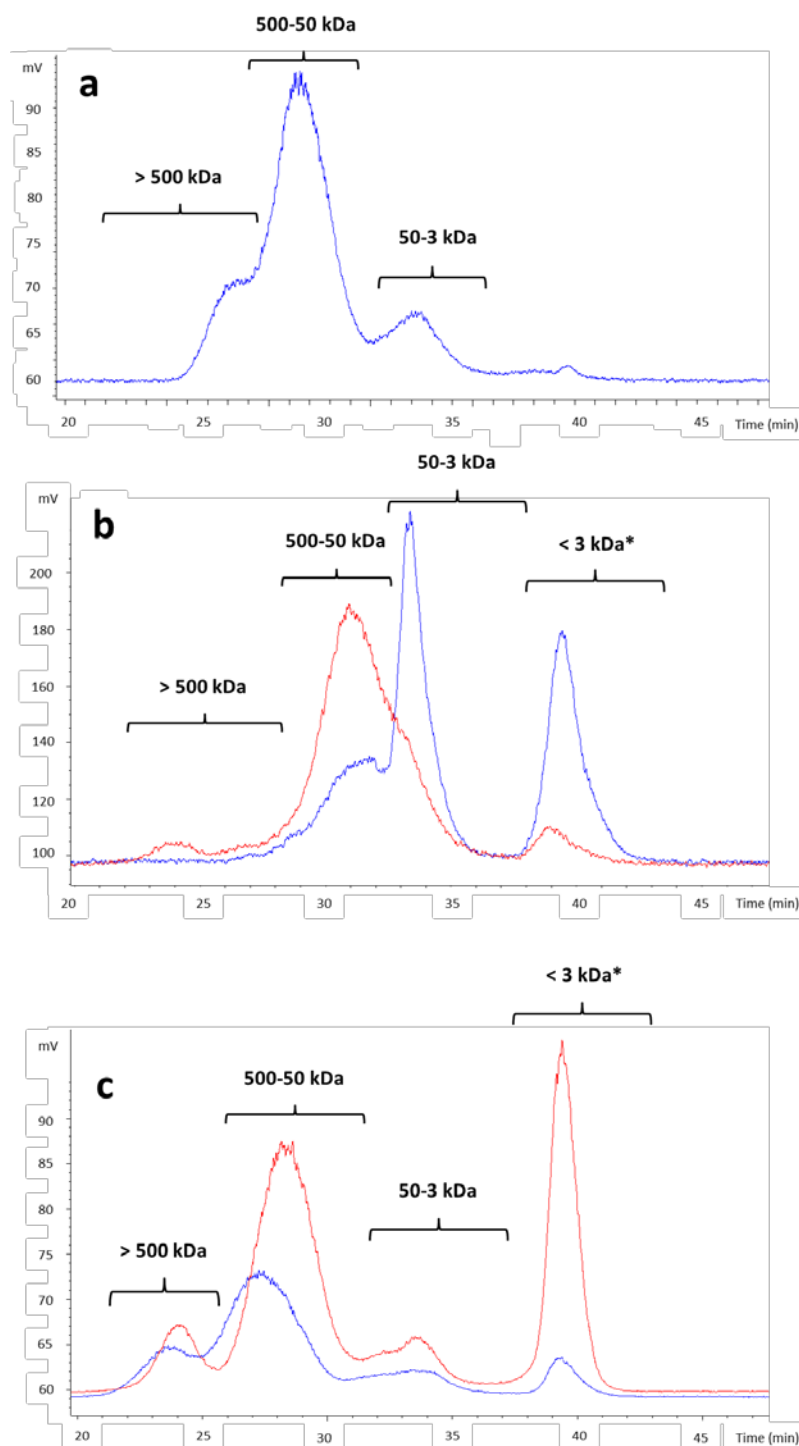 500-50 kDa
mV
a
90
85
> 500 kDa
80
75
50-3 kDa
70
65
60
20 25 30 35 40 45 Time (min)
50-3 kDa
mV
b
500-50 kDa
< 3 kDa*
200
180
> 500 kDa
160
140
120
100
20 25 30 35 40 45 Time (min)
< 3 kDa*
mV
c
500-50 kDa
90
85
50-3 kDa
80
> 500 kDa
75
70
65
60
20 25 30 35 40 45 Time (min)